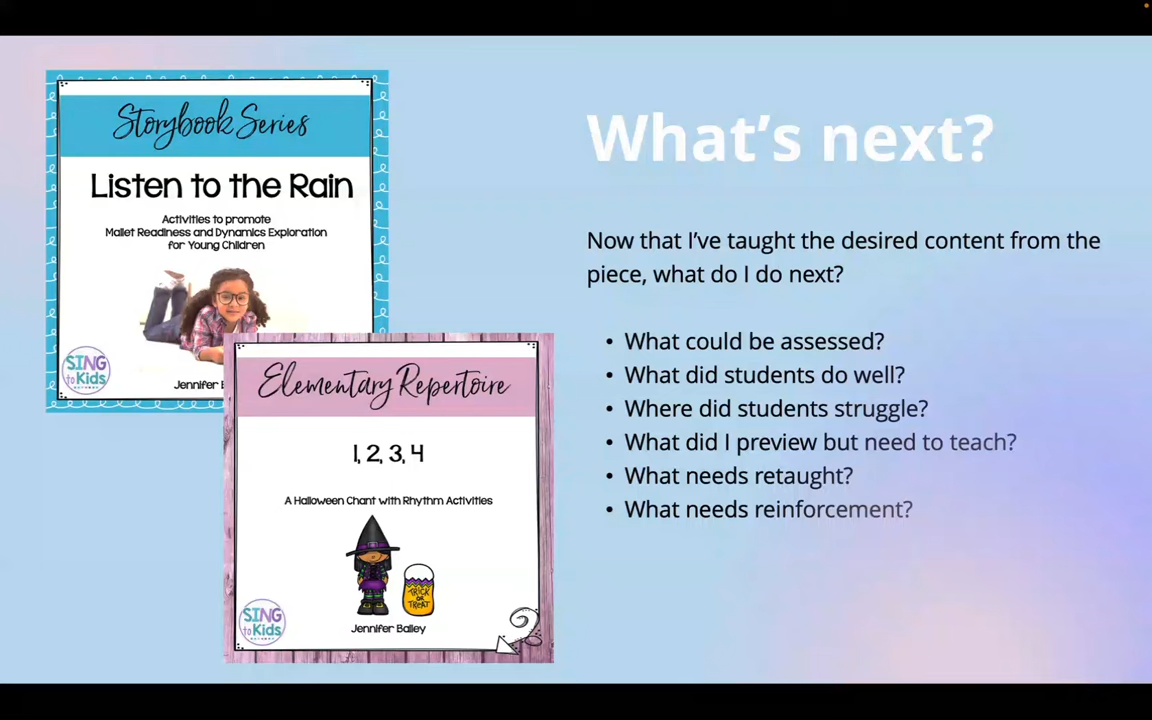 Storybook Series
Listen to the Rain
Activities to promote
Mallet Readiness and Dynamics Exploration
for Young Children
SING
to Kids
Jennifer
Elementary Repertoire
1, 2, 3, 4
A Halloween Chant with Rhythm Activities
TRICK
OR
TREAT
SING
to Kids
Jennifer Bailey
What's next?
Now that I've taught the desired content from the
piece, what do I do next?
• What could be assessed?
• What did students do well?
• Where did students struggle?
• What did I preview but need to teach?
• What needs retaught?
• What needs reinforcement?